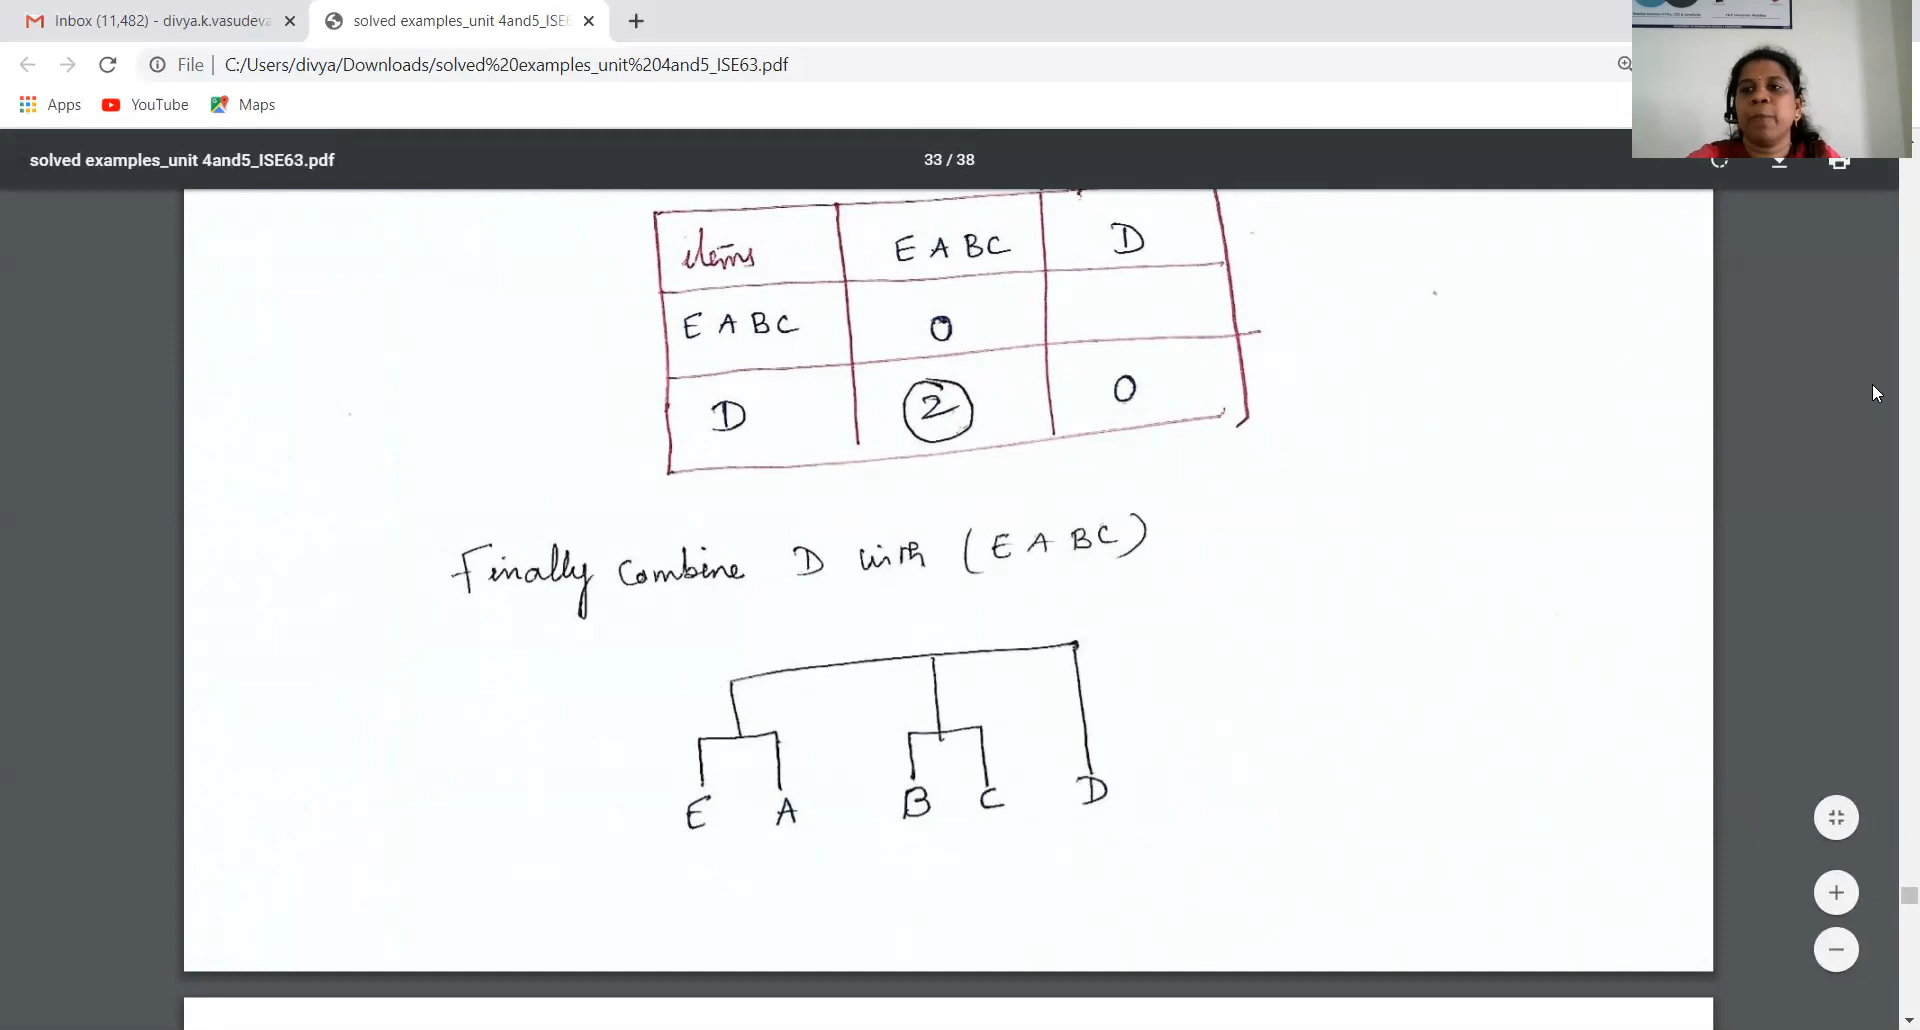 Inbox (11,482) - divya.k.vasudeva
solved examples_unit 4and5_ISE6
File
C:/Users/divya/Downloads/solved%20examples_unit%204and5_ISE63.pdf
Apps
YouTube
Maps
solved examples_unit 4and5_ISE63.pdf
33 / 38
items E A B C D
E A B C 0
D 2 0
Finally combine D with (E A B C)
E A B C D